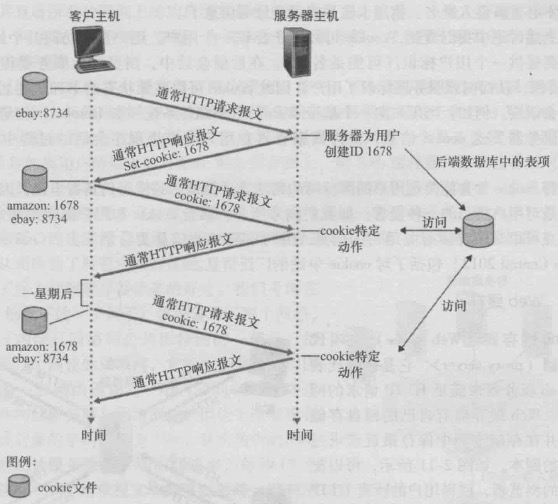 客户主机
服务器主机
ebay:8734
通常HTTP请求报文
服务器为用户
创建ID 1678
通常HTTP响应报文
Set-cookie: 1678
后端数据库中的表项
amazon: 1678
ebay: 8734
通常HTTP请求报文
cookie: 1678
cookie特定
动作
访问
通常HTTP响应报文
一星期后
访问
通常HTTP请求报文
cookie: 1678
amazon: 1678
ebay: 8734
cookie特定
动作
通常HTTP响应报文
时间
时间
图例:
cookie文件